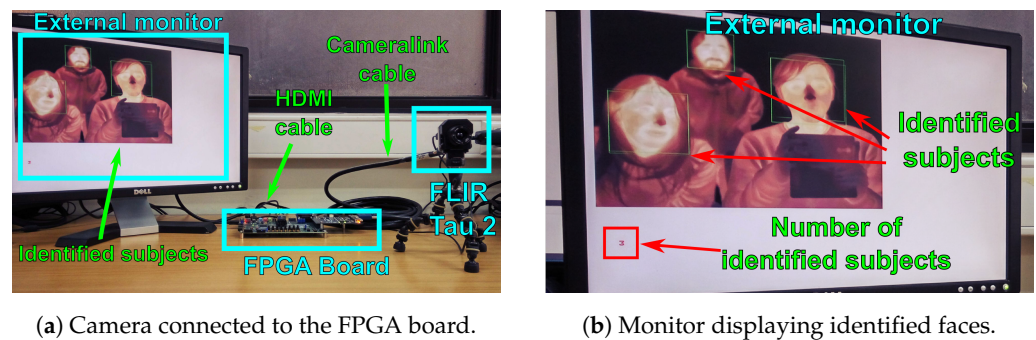 External monitor
Cameralink
cable
HDMI
cable
FLIR
Tau 2
DELL
Identified subjects
FPGA Board
(a) Camera connected to the FPGA board.
External monitor
Identified
subjects
Number of
identified subjects
(b) Monitor displaying identified faces.